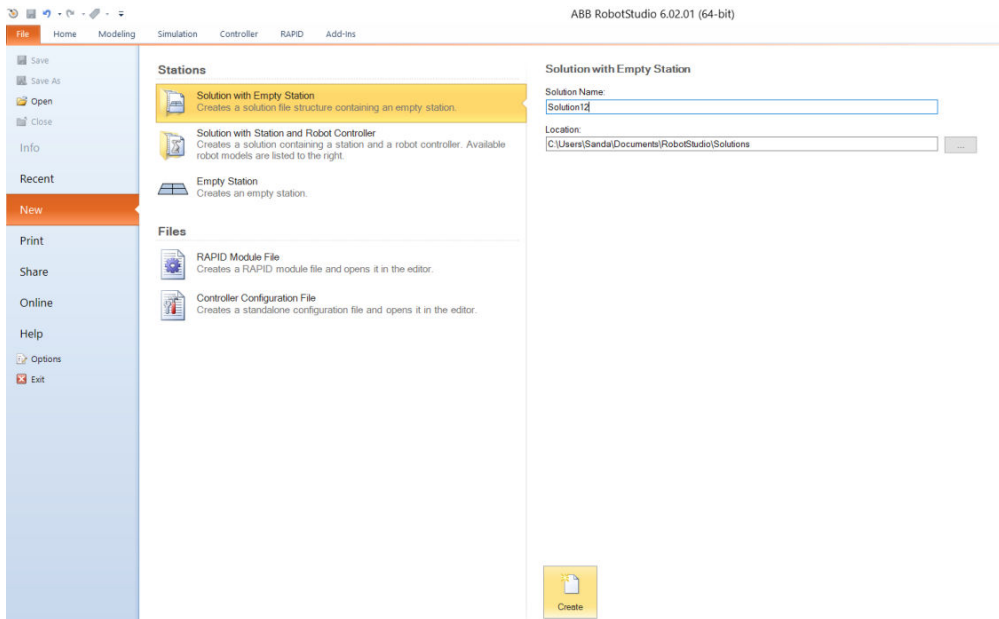 ABB RobotStudio 6.02.01 (64-bit)
File Home Modeling Simulation Controller RAPID Add-Ins
Save
Save As
Open
Close
Info
Recent
New
Print
Share
Online
Help
Options
Exit
Stations
Solution with Empty Station
Creates a solution file structure containing an empty station.
Solution with Station and Robot Controller
Creates a solution containing a station and a robot controller. Available
robot models are listed to the right.
Empty Station
Creates an empty station.
Files
RAPID Module File
Creates a RAPID module file and opens it in the editor.
Controller Configuration File
Creates a standalone configuration file and opens it in the editor.
Solution with Empty Station
Solution Name:
Solution12
Location:
C:\Users\Sanda\Documents\RobotStudio\Solutions
...
Create